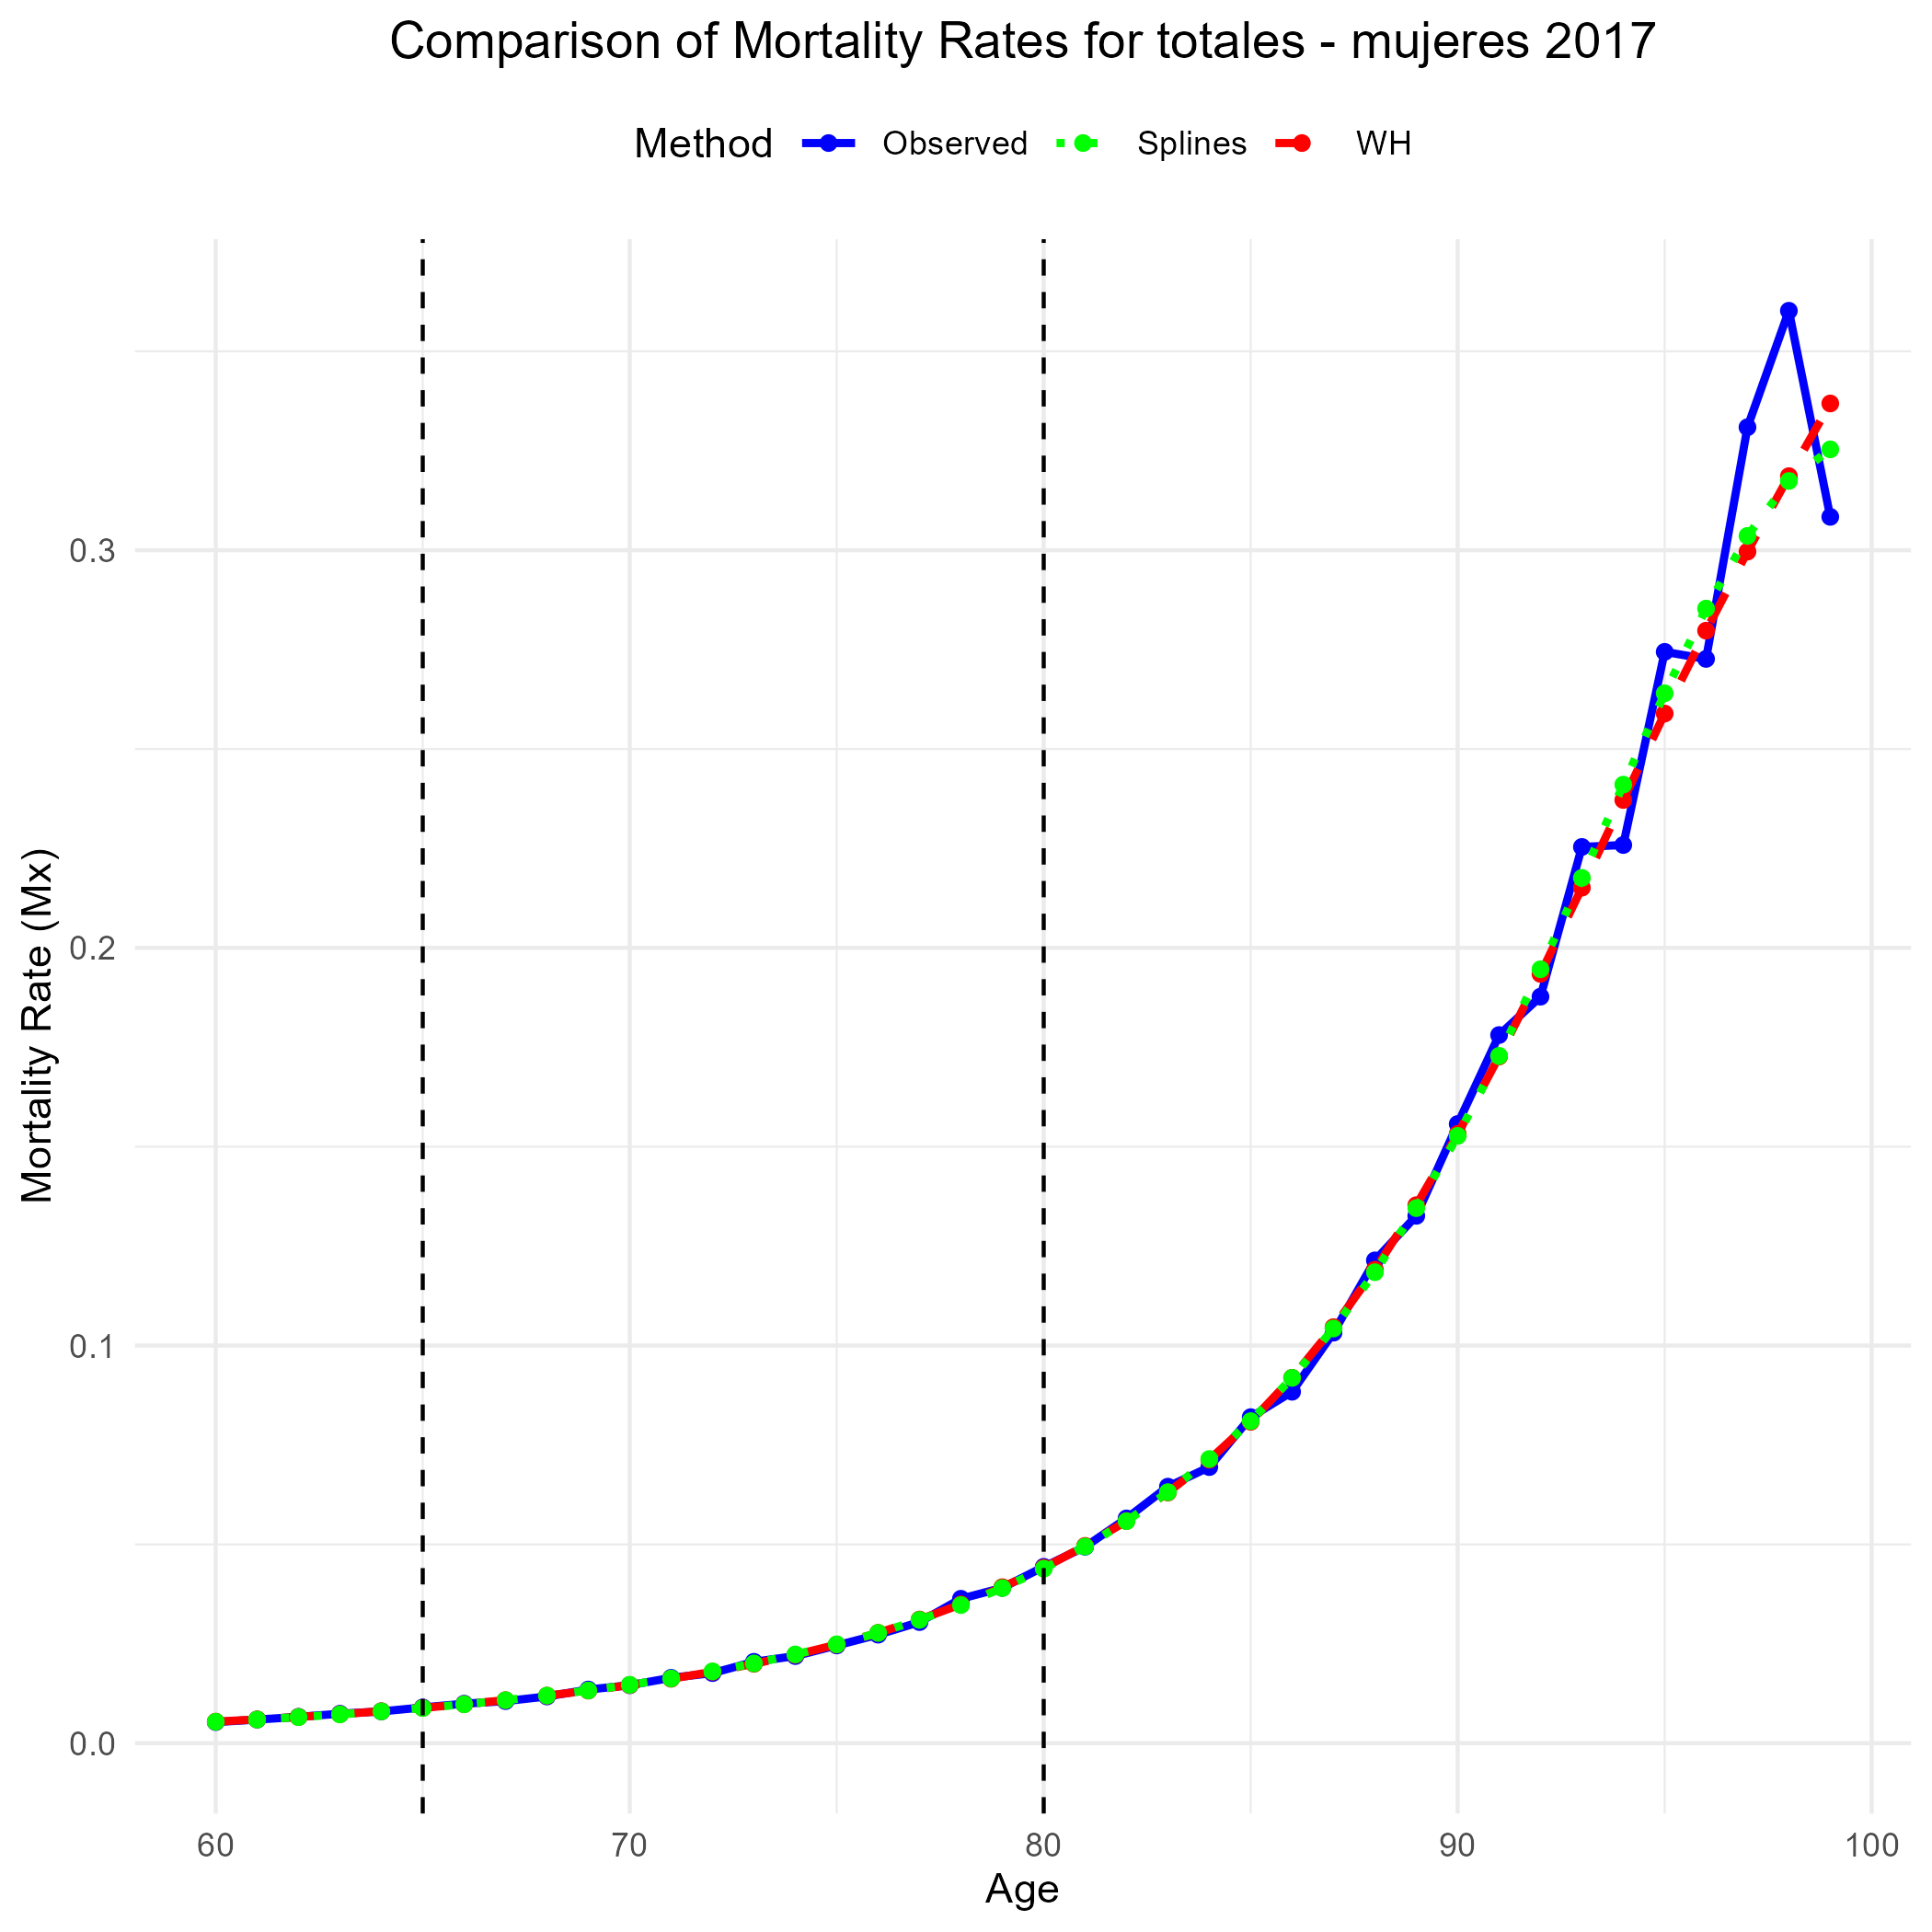 Comparison of Mortality Rates for totales - mujeres 2017
Method Observed Splines WH
Mortality Rate (Mx)
0.3
0.2
0.1
0.0
60 70 80 90 100
Age